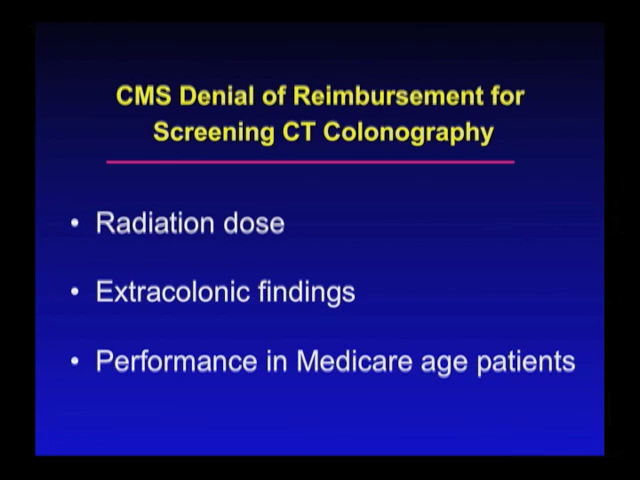 CMS Denial of Reimbursement for
Screening CT Colonography
• Radiation dose
• Extracolonic findings
• Performance in Medicare age patients